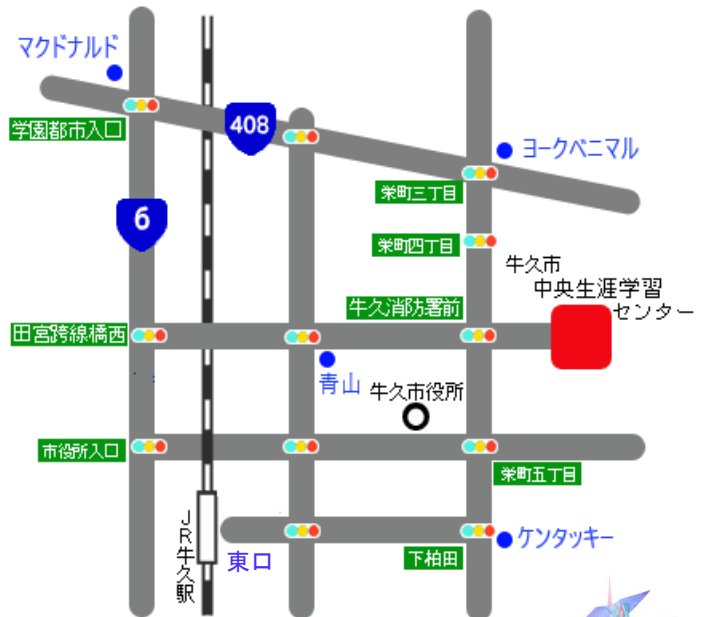 マクドナルド
408
学園都市入口
ヨークベニマル
栄町三丁目
6
栄町四丁目
牛久市
中央生涯学習
センター
牛久消防署前
田宮跨線橋西
青山
牛久市役所
市役所入口
栄町五丁目
JR牛久駅
東口
下柏田
ケンタッキー